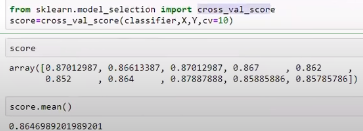 from sklearn.model_selection import cross_val_score
score=cross_val_score(classifier,X,Y,cv=10)
score
array([0.87012987, 0.86613387, 0.87012987, 0.867     , 0.862     ,
       0.852     , 0.864     , 0.87887888, 0.85885886, 0.85785786])
score.mean()
0.8646989201989201